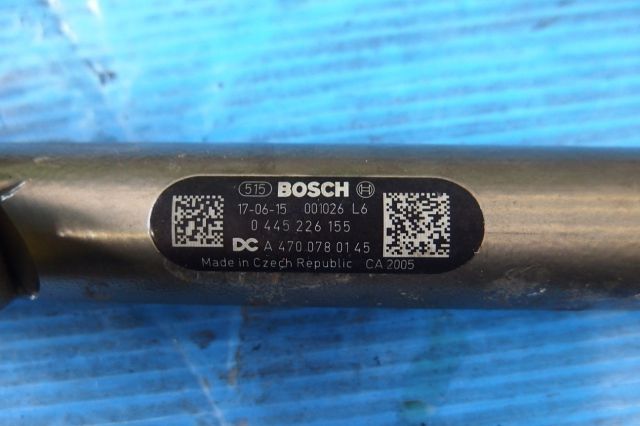 515 BOSCH
17-06-15 001026 L6
0 445 226 155
DC A 470 078 01 45
Made in Czech Republic CA 2005